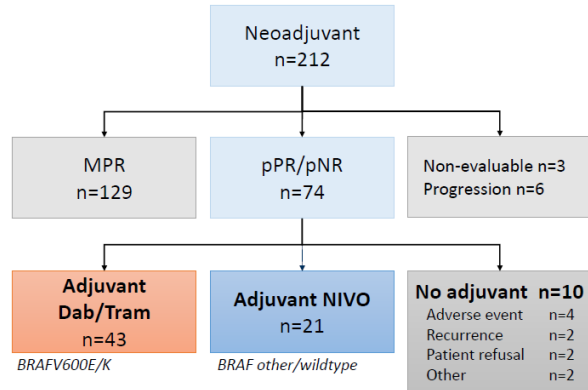 Neoadjuvant
n=212
MPR
n=129
pPR/pNR
n=74
Non-evaluable n=3
Progression n=6
Adjuvant
Dab/Tram
n=43
BRAFV600E/K
Adjuvant NIVO
n=21
BRAF other/wildtype
No adjuvant n=10
Adverse event n=4
Recurrence n=2
Patient refusal n=2
Other n=2